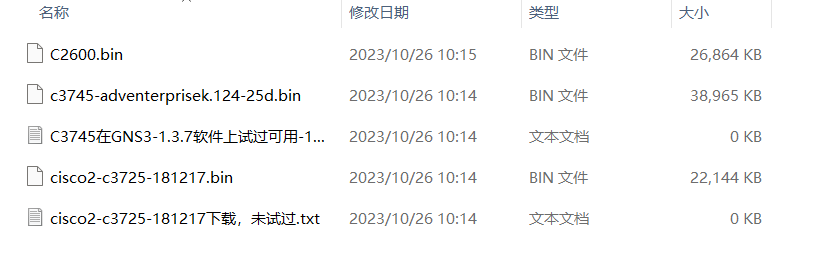 名称 修改日期 类型 大小
C2600.bin 2023/10/26 10:15 BIN 文件 26,864 KB
c3745-adventerprisek.124-25d.bin 2023/10/26 10:14 BIN 文件 38,965 KB
C3745在GNS3-1.3.7软件上试过可用-1... 2023/10/26 10:14 文本文档 0 KB
cisco2-c3725-181217.bin 2023/10/26 10:14 BIN 文件 22,144 KB
cisco2-c3725-181217下载，未试过.txt 2023/10/26 10:14 文本文档 0 KB